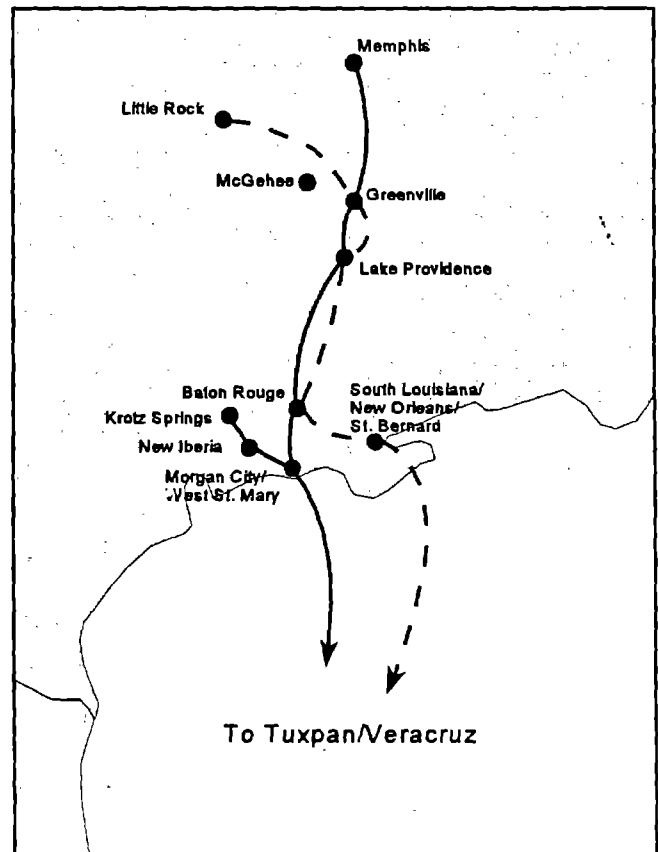 Memphis
Little Rock
McGehee
Greenville
Lake Providence
Baton Rouge
South Louisiana/
New Orleans/
St. Bernard
Krotz Springs
New Iberia
Morgan City/
West St. Mary
To Tuxpan/Veracruz